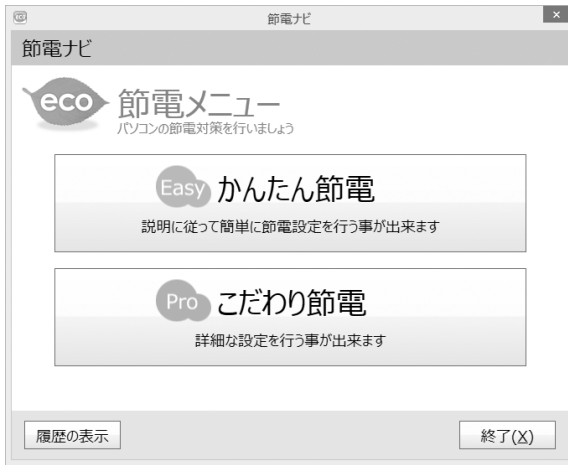 節電ナビ
節電ナビ
eco 節電メニュー
パソコンの節電対策を行いましょう
Easy かんたん節電
説明に従って簡単に節電設定を行う事が出来ます
Pro こだわり節電
詳細な設定を行う事が出来ます
履歴の表示 終了(X)